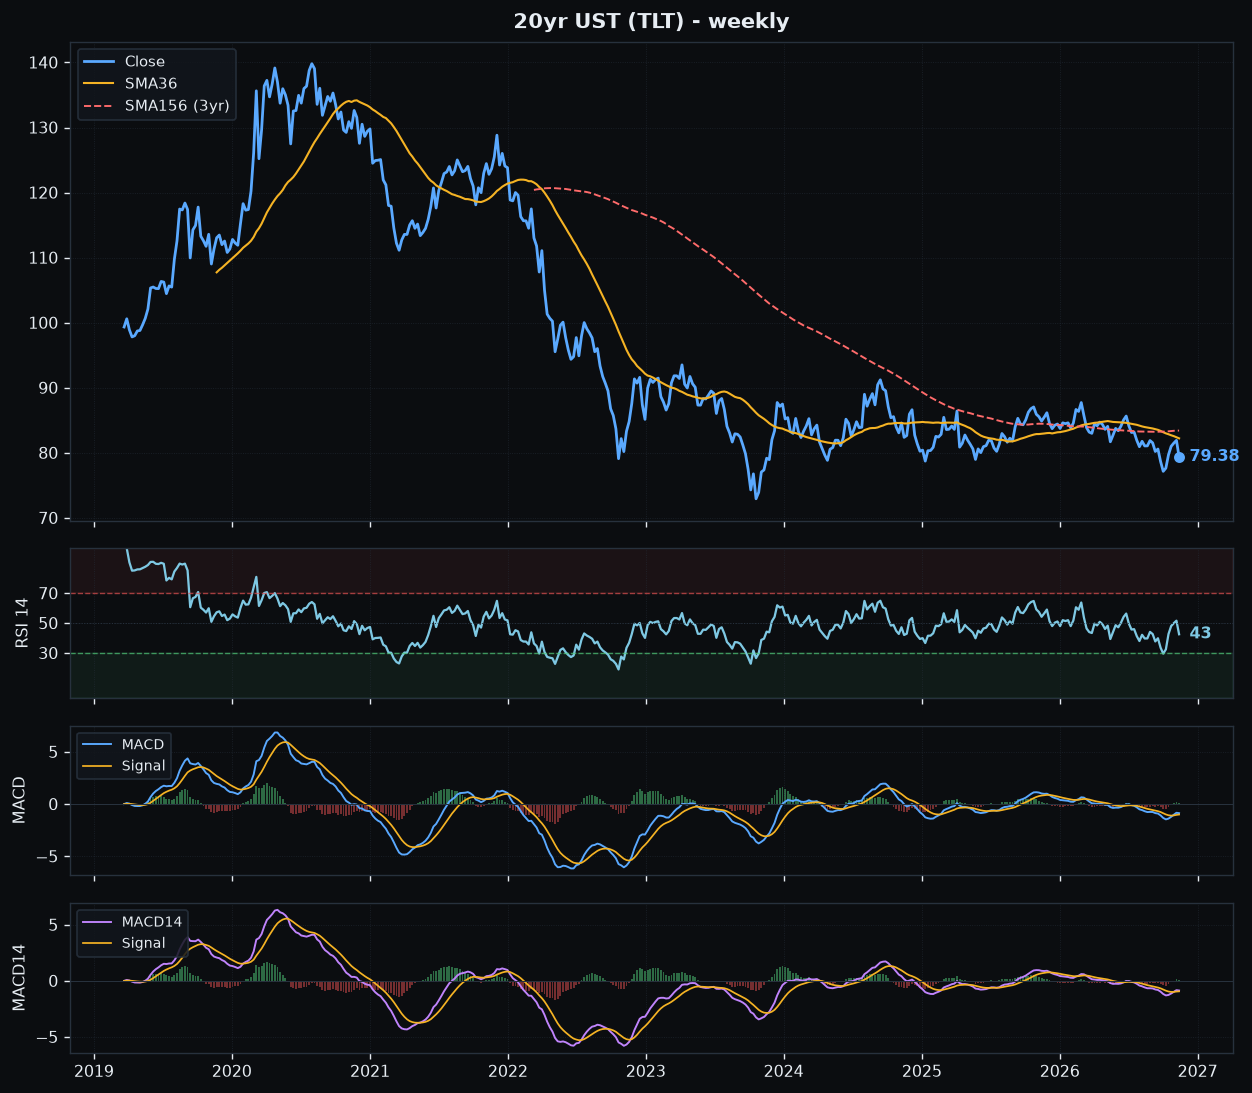 20yr UST (TLT) - weekly
Close
SMA36
SMA156 (3yr)
140
130
120
110
100
90
80
70
79.38
RSI 14
70
50
30
43
MACD
MACD
Signal
5
0
−5
MACD14
MACD14
Signal
5
0
−5
2019 2020 2021 2022 2023 2024 2025 2026 2027